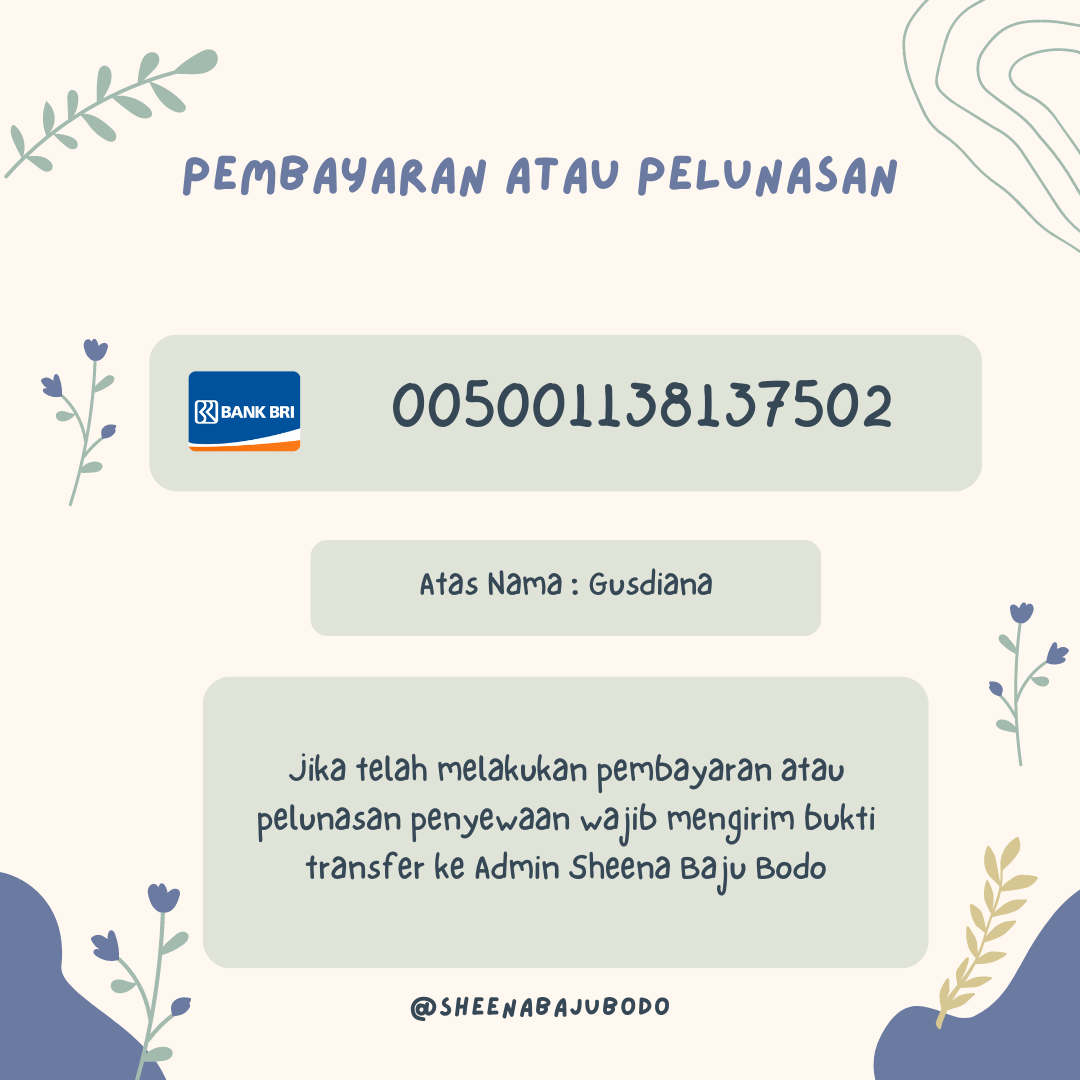 PEMBAYARAN ATAU PELUNASAN
BANK BRI
005001138137502
Atas Nama : Gusdiana
Jika telah melakukan pembayaran atau
pelunasan penyewaan wajib mengirim bukti
transfer ke Admin Sheena Baju Bodo
@SHEENABAJUBODO